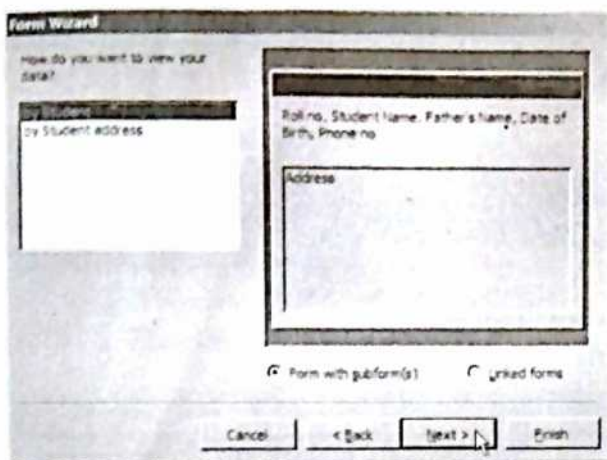 Form Wizard
How do you want to view your
data?
by Student
by Student address
Roll no, Student Name, Father's Name, Date of
Birth, Phone no
Address
Form with subform(s)
Linked forms
Cancel
< Back
Next >
Finish